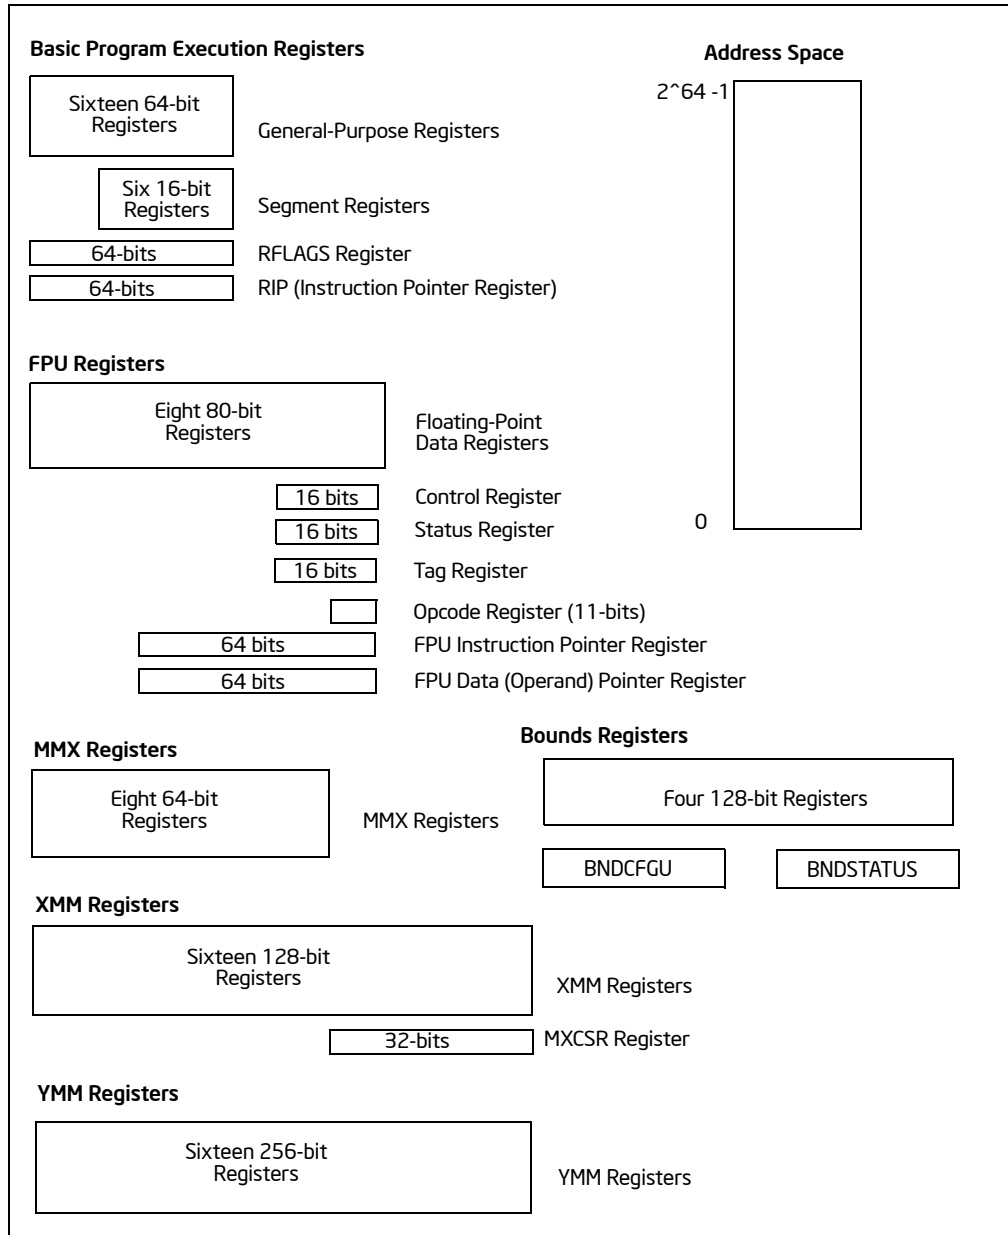 Basic Program Execution Registers
Address Space
2^64 -1
Sixteen 64-bit
Registers
General-Purpose Registers
Six 16-bit
Registers
Segment Registers
64-bits
RFLAGS Register
64-bits
RIP (Instruction Pointer Register)
FPU Registers
Eight 80-bit
Registers
Floating-Point
Data Registers
16 bits
Control Register
16 bits
Status Register
0
16 bits
Tag Register
Opcode Register (11-bits)
64 bits
FPU Instruction Pointer Register
64 bits
FPU Data (Operand) Pointer Register
MMX Registers
Eight 64-bit
Registers
MMX Registers
Bounds Registers
Four 128-bit Registers
BNDCFGU
BNDSTATUS
XMM Registers
Sixteen 128-bit
Registers
XMM Registers
32-bits
MXCSR Register
YMM Registers
Sixteen 256-bit
Registers
YMM Registers